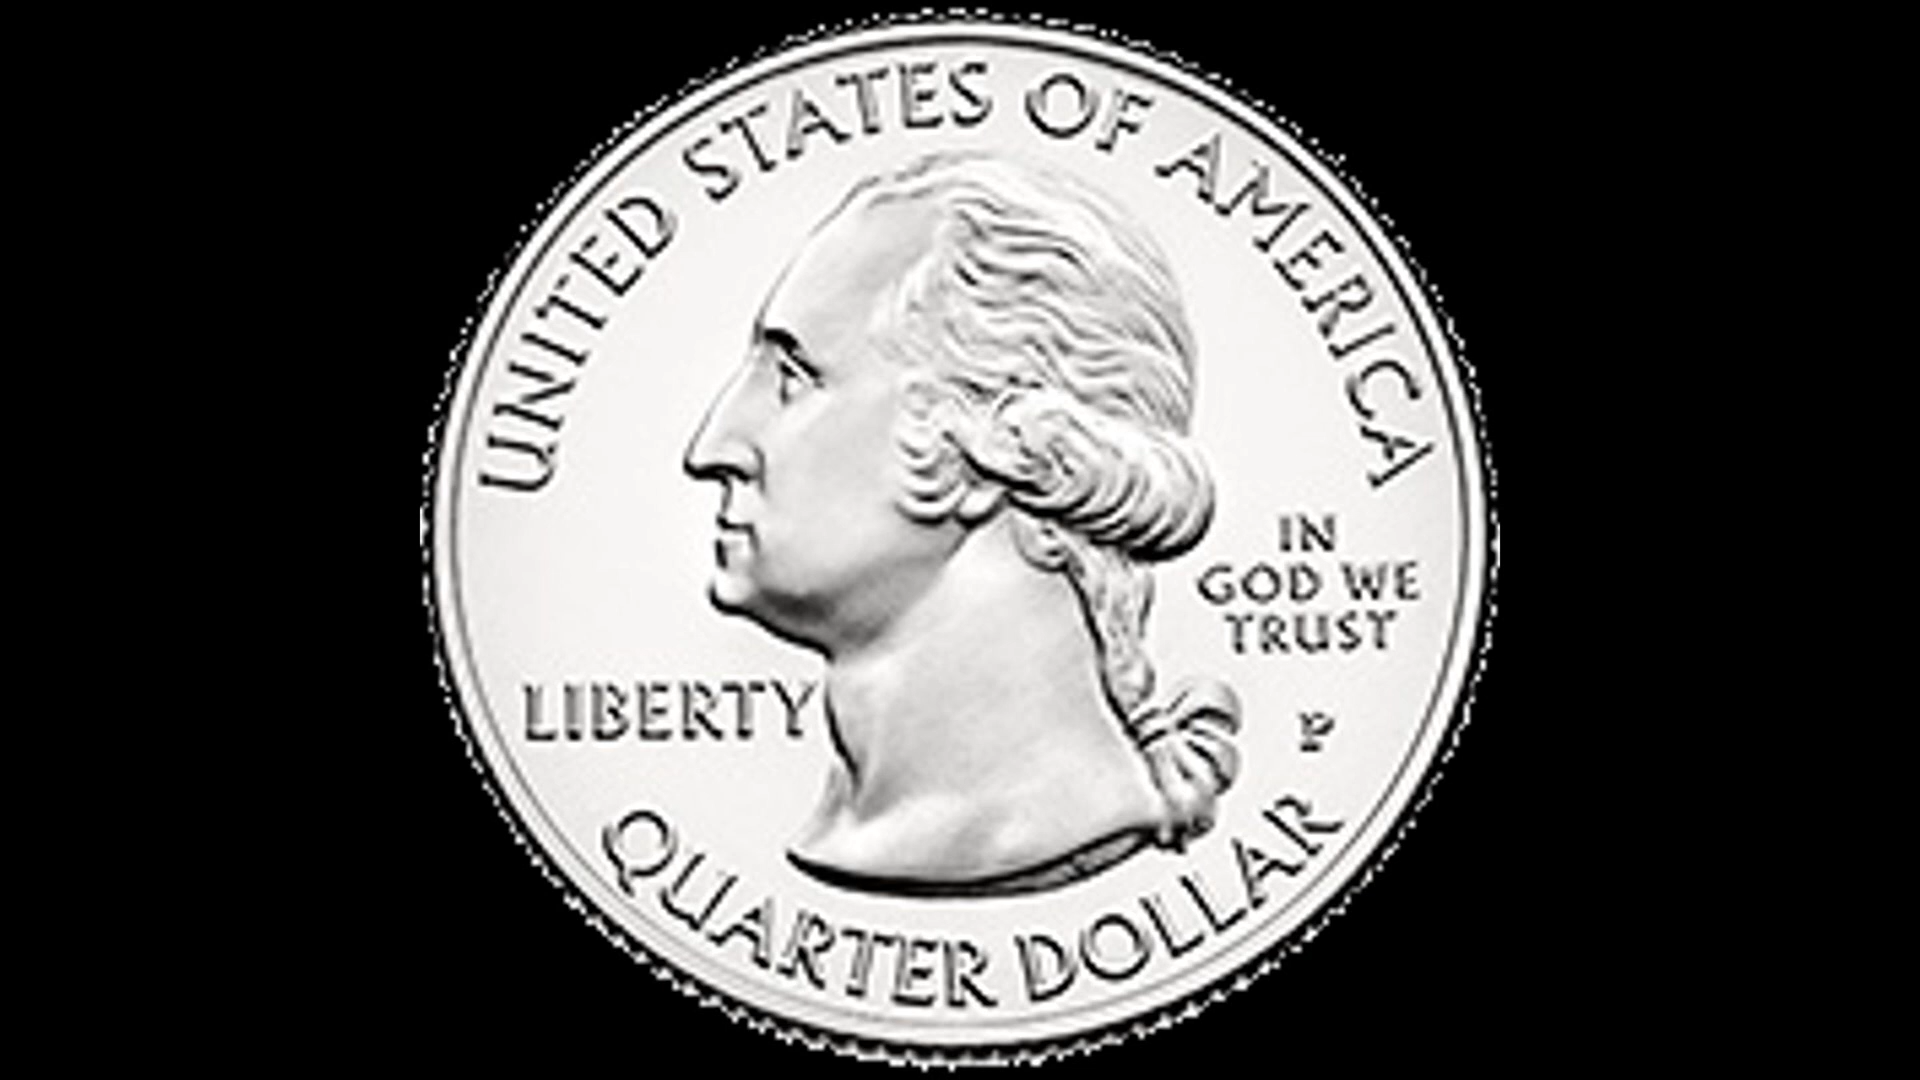 UNITED STATES OF AMERICA
IN
GOD WE
TRUST
LIBERTY
P
QUARTER DOLLAR